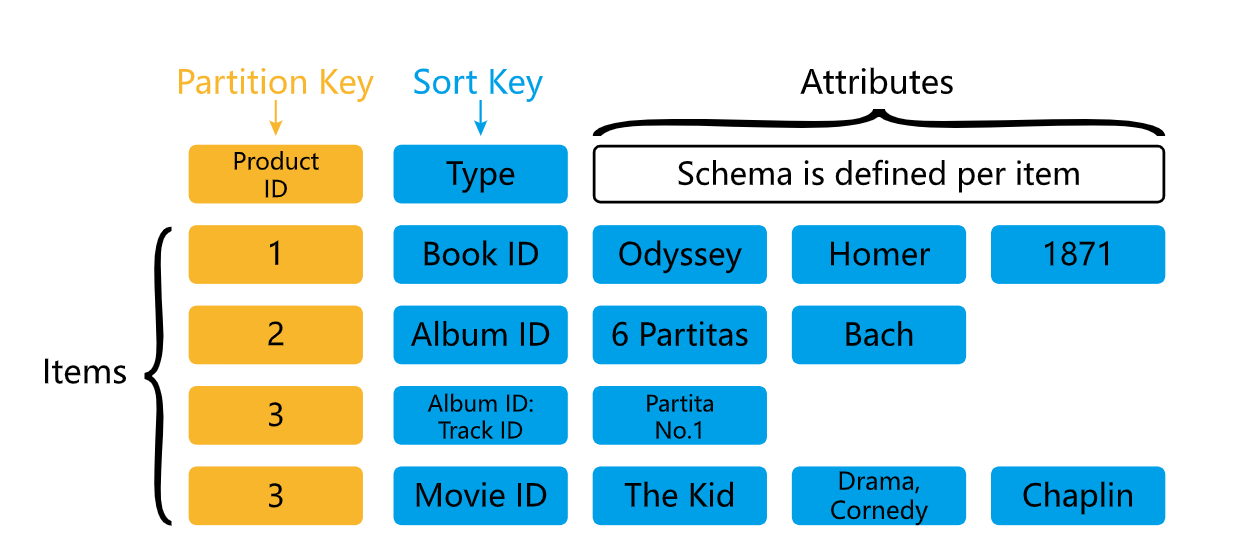 Partition Key
Sort Key
Attributes
Product
ID
Type
Schema is defined per item
Items
1
Book ID
Odyssey
Homer
1871
2
Album ID
6 Partitas
Bach
3
Album ID:
Track ID
Partita
No.1
3
Movie ID
The Kid
Drama,
Cornedy
Chaplin